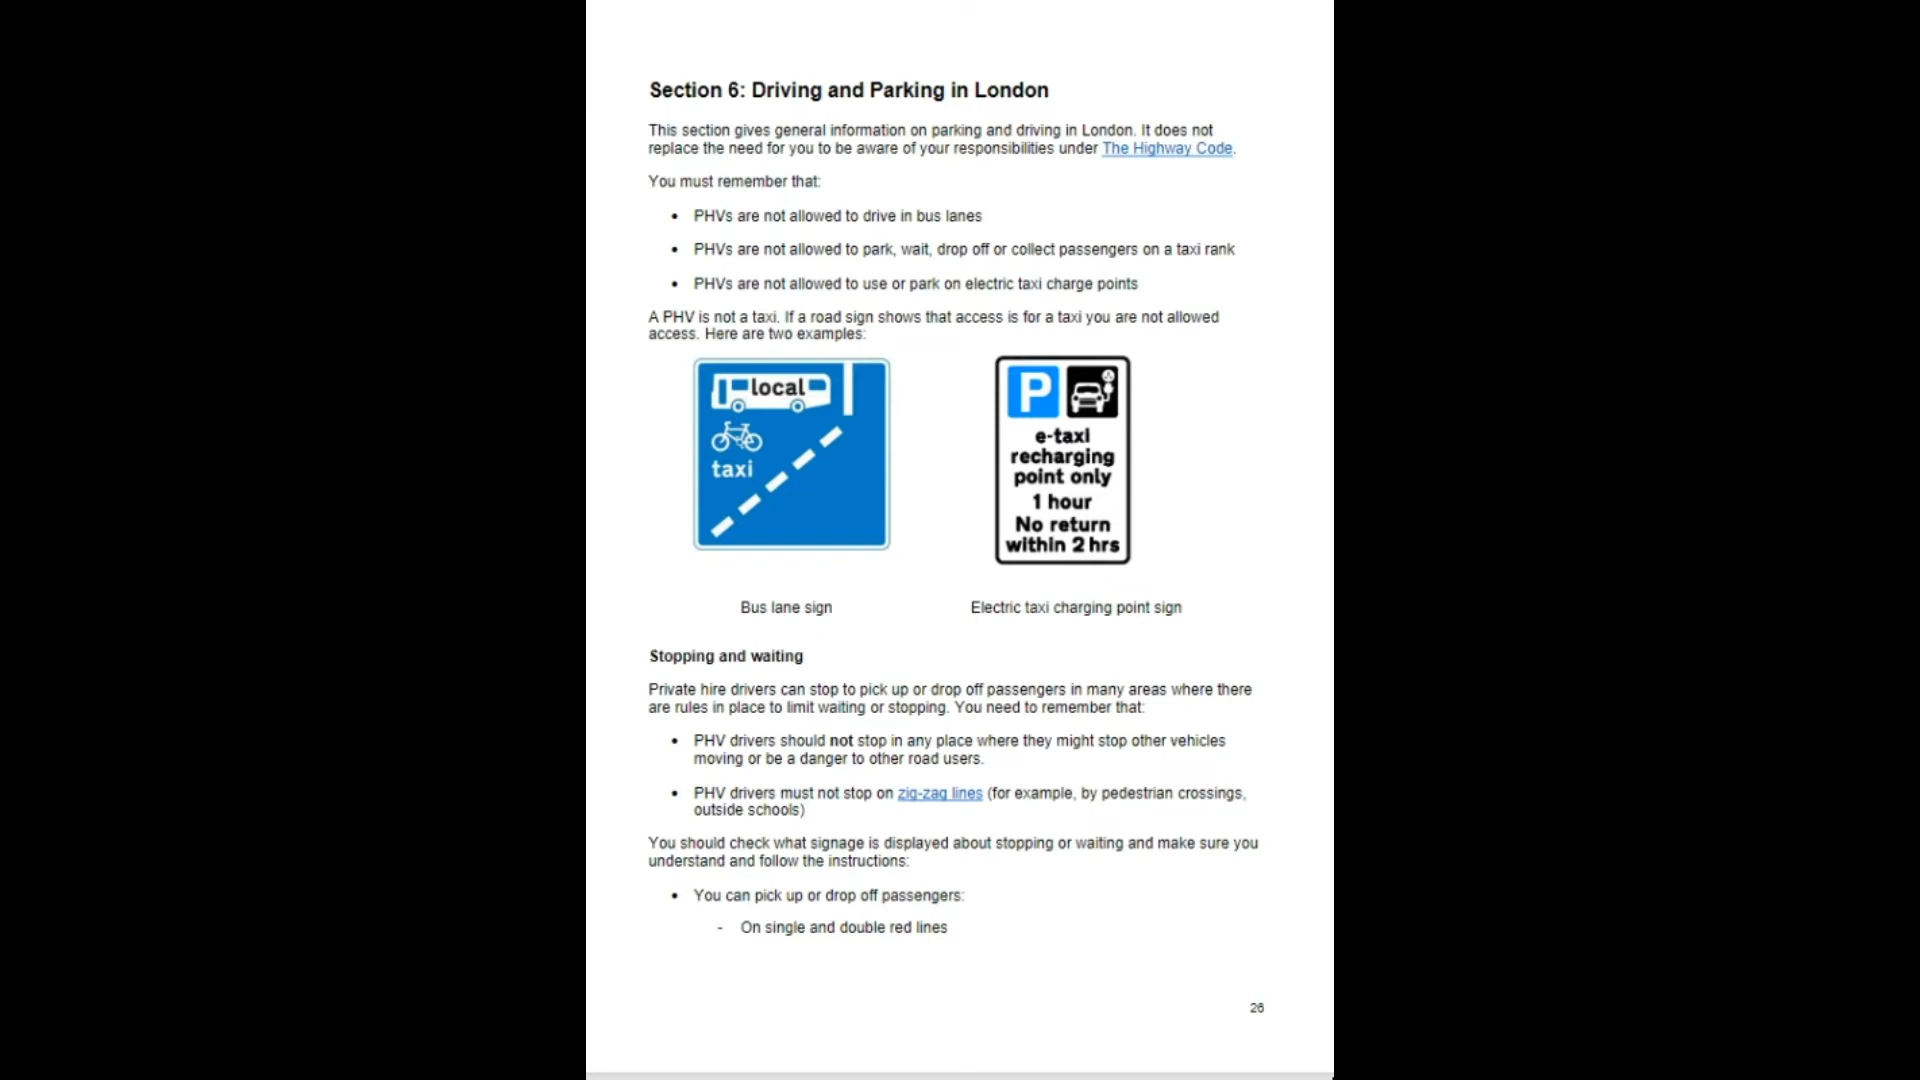 Section 6: Driving and Parking in London
This section gives general information on parking and driving in London. It does not
replace the need for you to be aware of your responsibilities under The Highway Code.
You must remember that:
• PHVs are not allowed to drive in bus lanes
• PHVs are not allowed to park, wait, drop off or collect passengers on a taxi rank
• PHVs are not allowed to use or park on electric taxi charge points
A PHV is not a taxi. If a road sign shows that access is for a taxi you are not allowed
access. Here are two examples:
local
taxi
P
e-taxi
recharging
point only
1 hour
No return
within 2 hrs
Bus lane sign
Electric taxi charging point sign
Stopping and waiting
Private hire drivers can stop to pick up or drop off passengers in many areas where there
are rules in place to limit waiting or stopping. You need to remember that:
• PHV drivers should not stop in any place where they might stop other vehicles
moving or be a danger to other road users.
• PHV drivers must not stop on zig-zag lines (for example, by pedestrian crossings,
outside schools)
You should check what signage is displayed about stopping or waiting and make sure you
understand and follow the instructions:
• You can pick up or drop off passengers:
- On single and double red lines
26